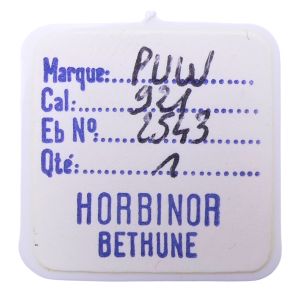 Marque: PUW
Cal: 921
Eb Nº: 2543
Qté: 1
HORBINOR
BETHUNE